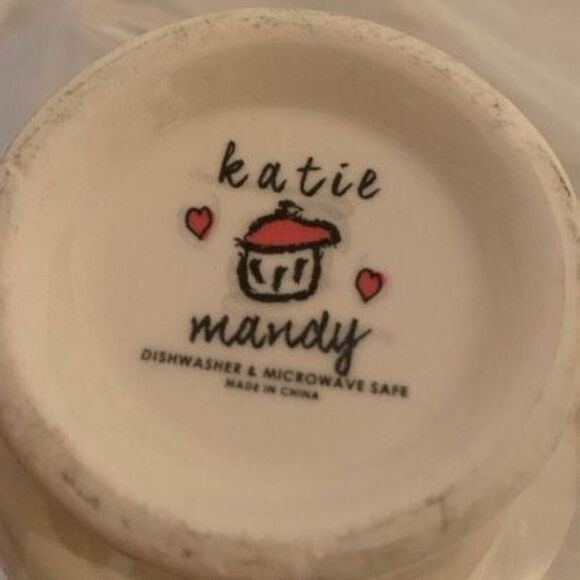 katie
mandy
DISHWASHER & MICROWAVE SAFE
MADE IN CHINA